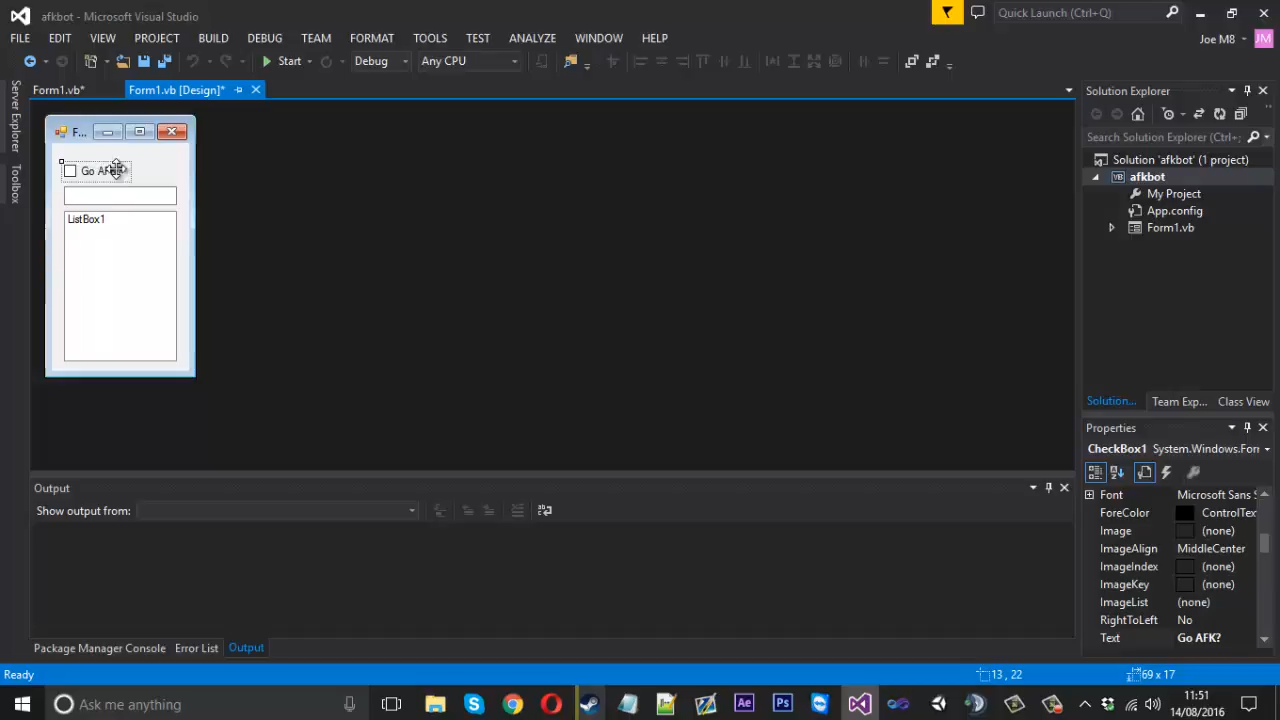 afkbot - Microsoft Visual Studio
Quick Launch (Ctrl+Q)
FILE EDIT VIEW PROJECT BUILD DEBUG TEAM FORMAT TOOLS TEST ANALYZE WINDOW HELP
Joe M8 JM
Start Debug Any CPU
Server Explorer
Toolbox
Form1.vb* Form1.vb [Design]*
F...
Go AFK?
ListBox1
Solution Explorer
Search Solution Explorer (Ctrl+;
Solution 'afkbot' (1 project)
VB afkbot
My Project
App.config
Form1.vb
Solution... Team Exp... Class View
Properties
CheckBox1 System.Windows.For
Font Microsoft Sans S
ForeColor ControlTex
Image (none)
ImageAlign MiddleCenter
ImageIndex (none)
ImageKey (none)
ImageList (none)
RightToLeft No
Text Go AFK?
Output
Show output from:
Package Manager Console Error List Output
Ready 13 , 22 69 x 17
Ask me anything Ae Ps 11:51
14/08/2016